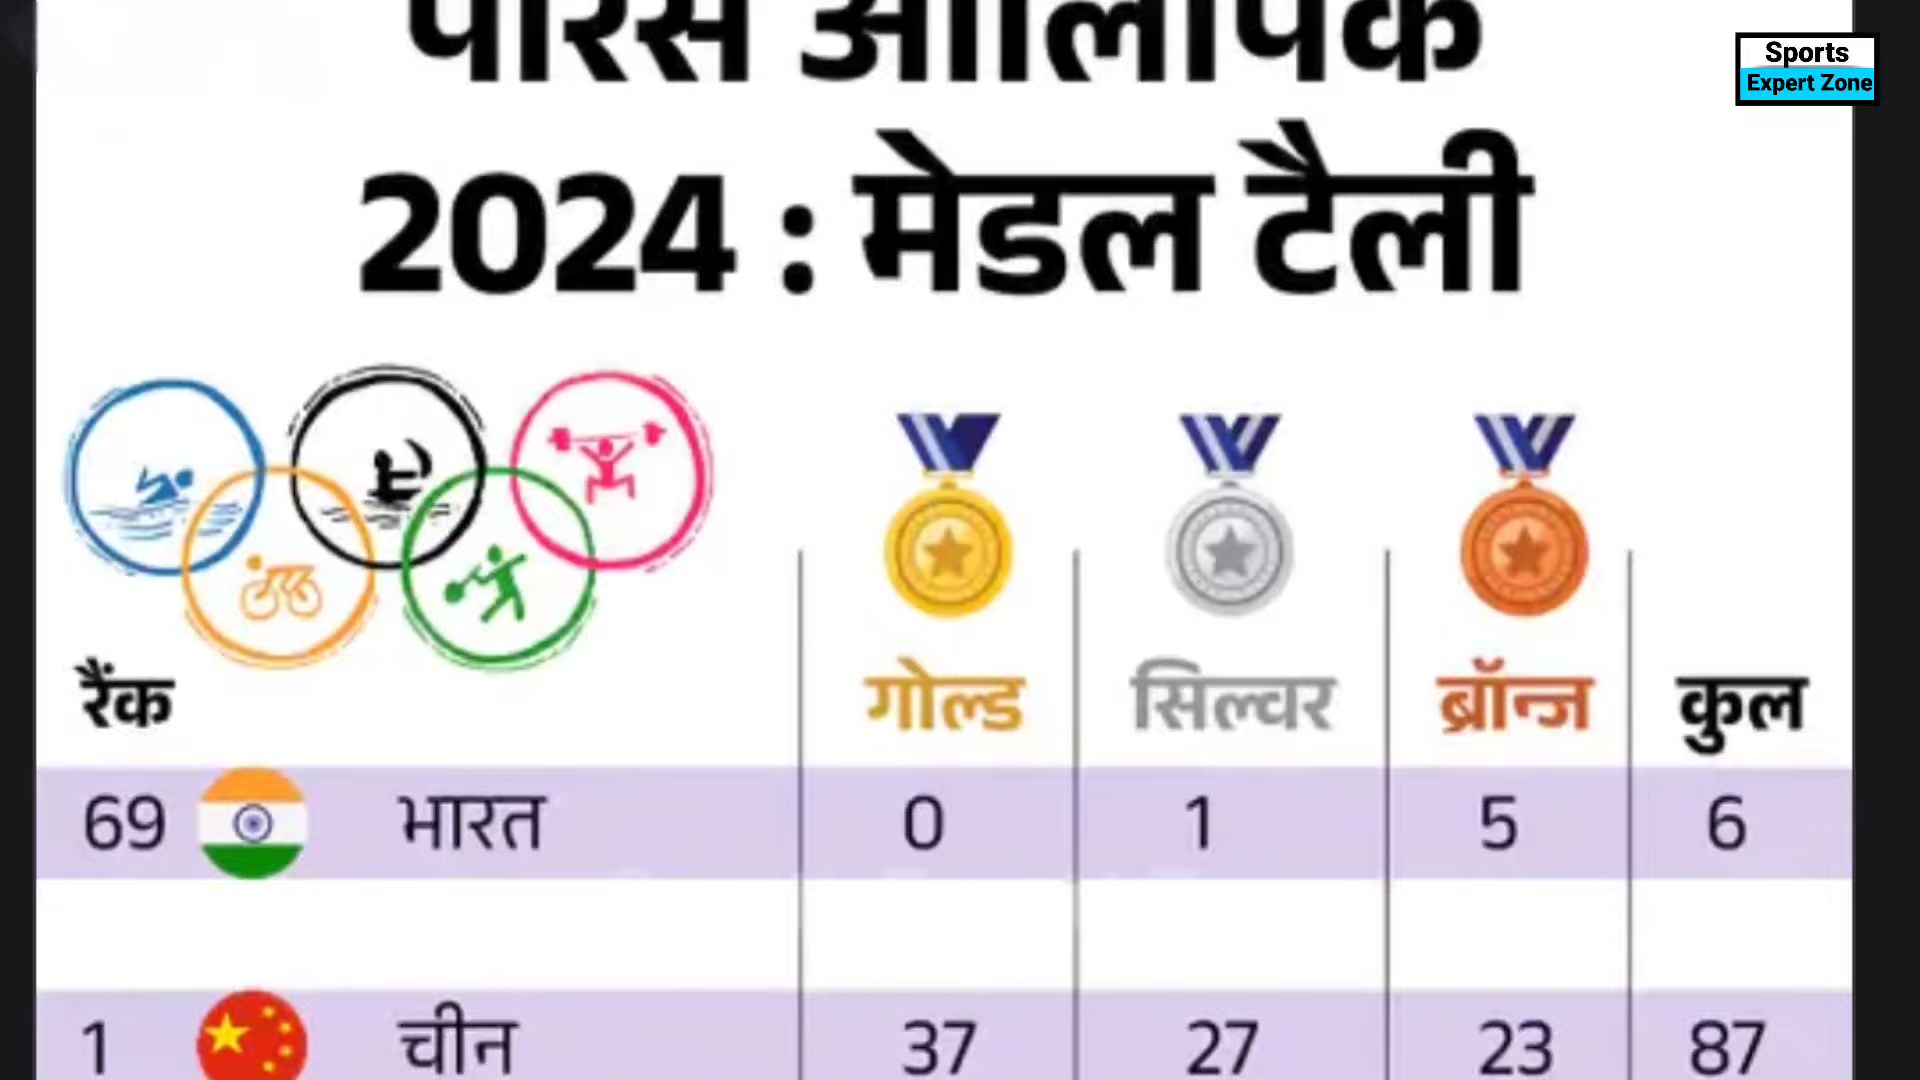 पेरिस ओलिंपिक
Sports
Expert Zone
2024 : मेडल टैली
रैंक गोल्ड सिल्वर ब्रॉन्ज कुल
69 भारत 0 1 5 6
1 चीन 37 27 23 87